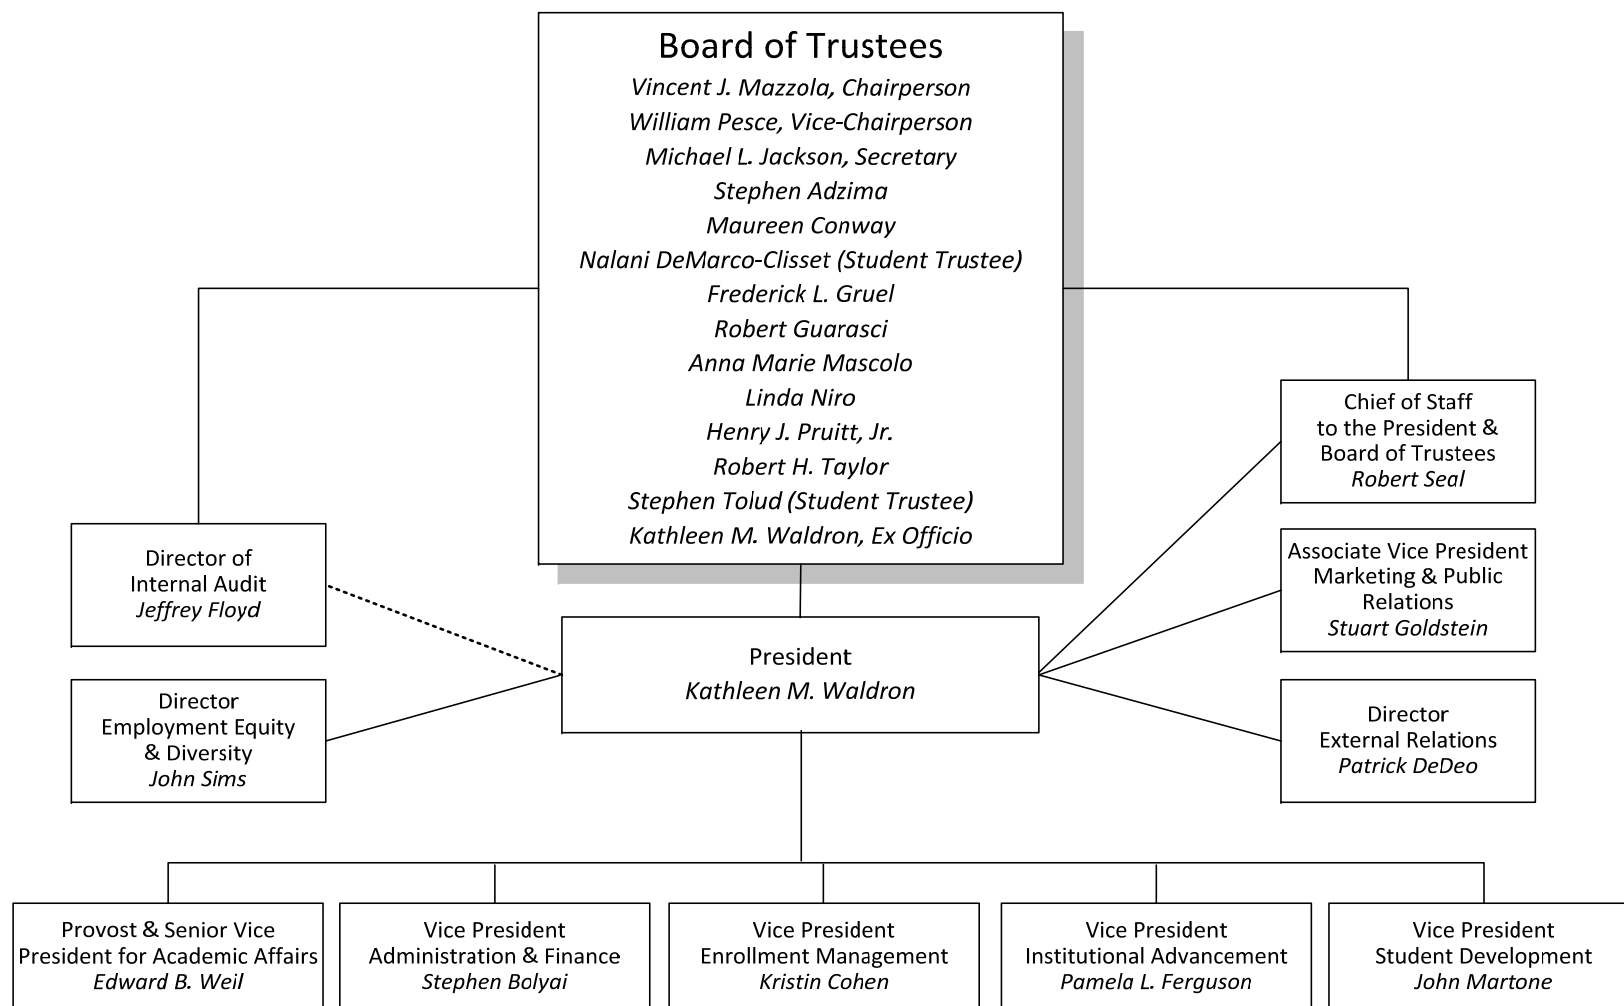 Board of Trustees
Vincent J. Mazzola, Chairperson
William Pesce, Vice-Chairperson
Michael L. Jackson, Secretary
Stephen Adzima
Maureen Conway
Nalani DeMarco-Clisset (Student Trustee)
Frederick L. Gruel
Robert Guarasci
Anna Marie Mascolo
Linda Niro
Henry J. Pruitt, Jr.
Robert H. Taylor
Stephen Tolud (Student Trustee)
Kathleen M. Waldron, Ex Officio
Chief of Staff
to the President &
Board of Trustees
Robert Seal
Director of
Internal Audit
Jeffrey Floyd
Associate Vice President
Marketing & Public
Relations
Stuart Goldstein
President
Kathleen M. Waldron
Director
Employment Equity
& Diversity
John Sims
Director
External Relations
Patrick DeDeo
Provost & Senior Vice
President for Academic Affairs
Edward B. Weil
Vice President
Administration & Finance
Stephen Bolyai
Vice President
Enrollment Management
Kristin Cohen
Vice President
Institutional Advancement
Pamela L. Ferguson
Vice President
Student Development
John Martone